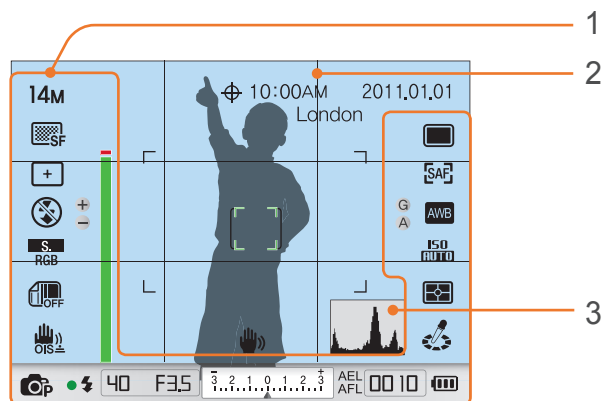 1
2
3
14M
10:00AM
2011.01.01
London
SF
SAF
G
A
AWB
S.
RGB
ISO
AUTO
OFF
OIS
P
40
F3.5
3 2 1 0 1 2 3
AEL
AFL
0010